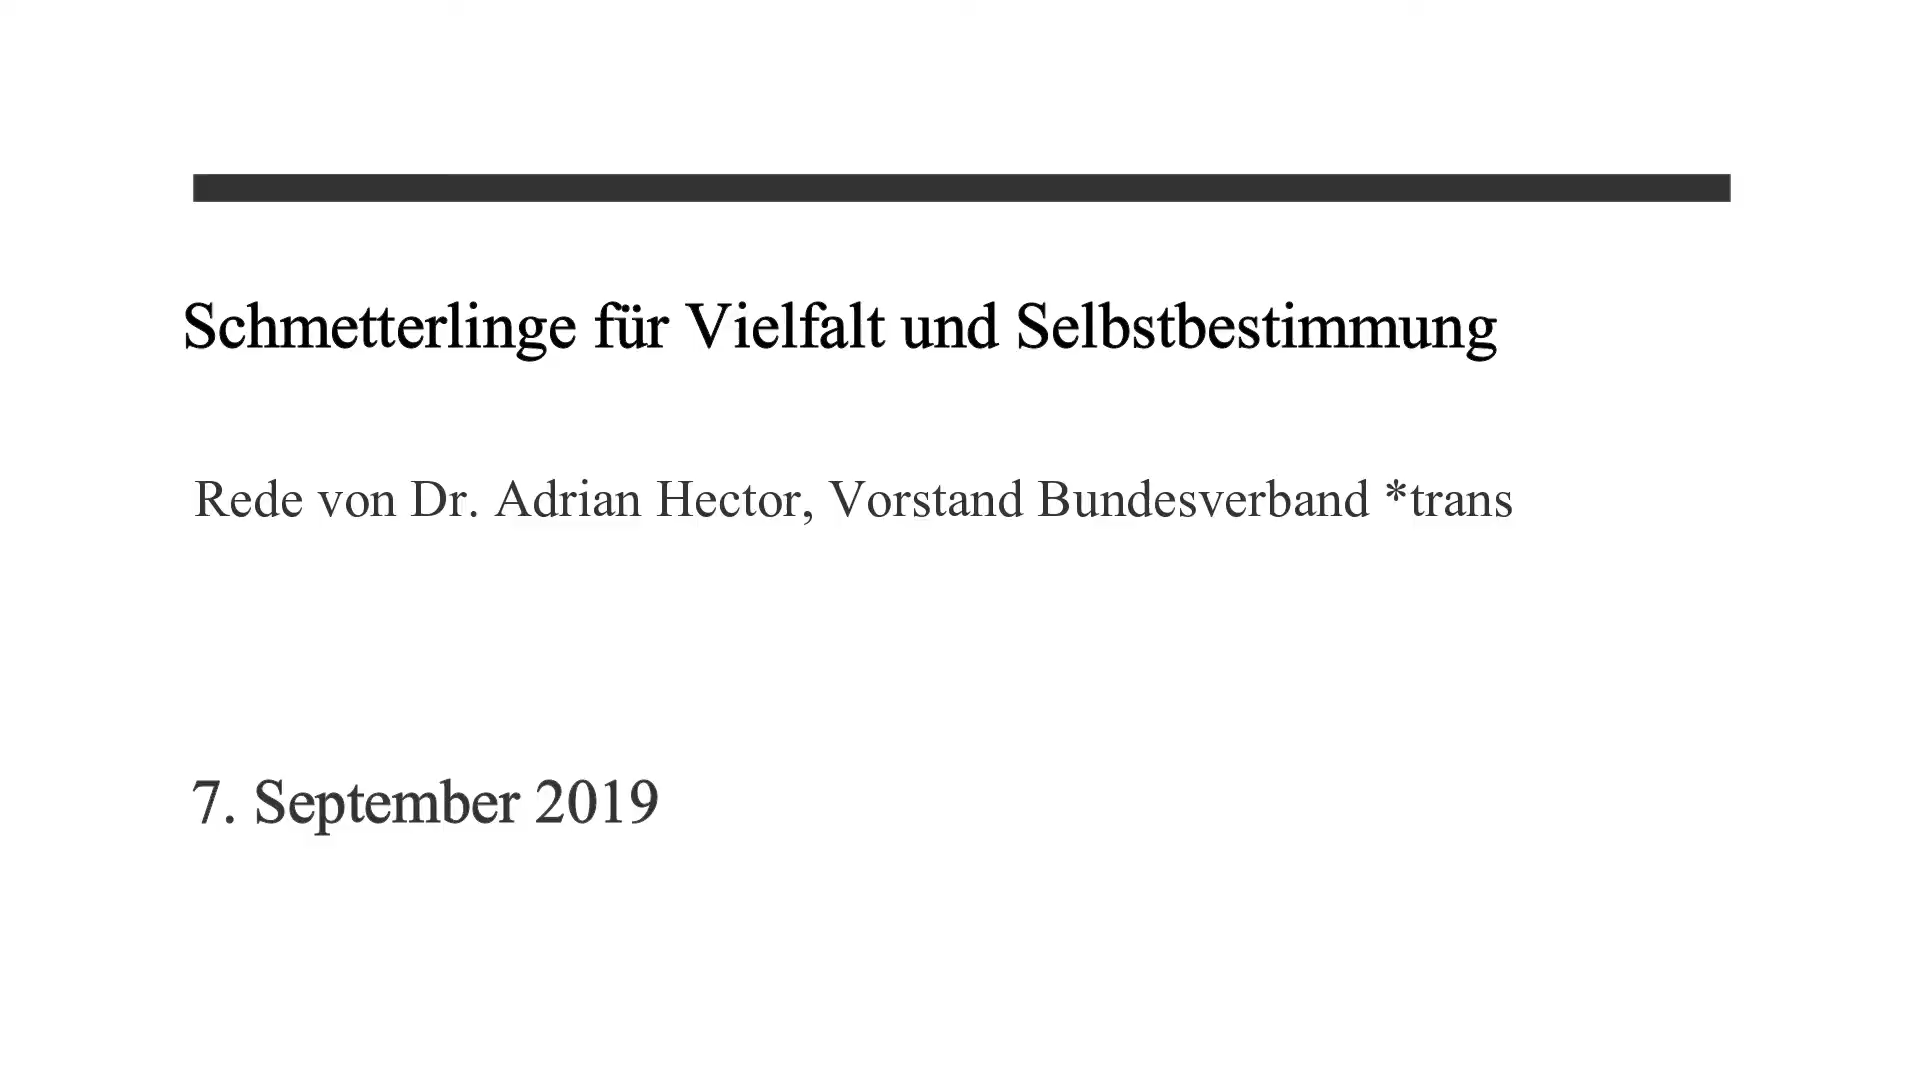 Schmetterlinge für Vielfalt und Selbstbestimmung
Rede von Dr. Adrian Hector, Vorstand Bundesverband *trans
7. September 2019